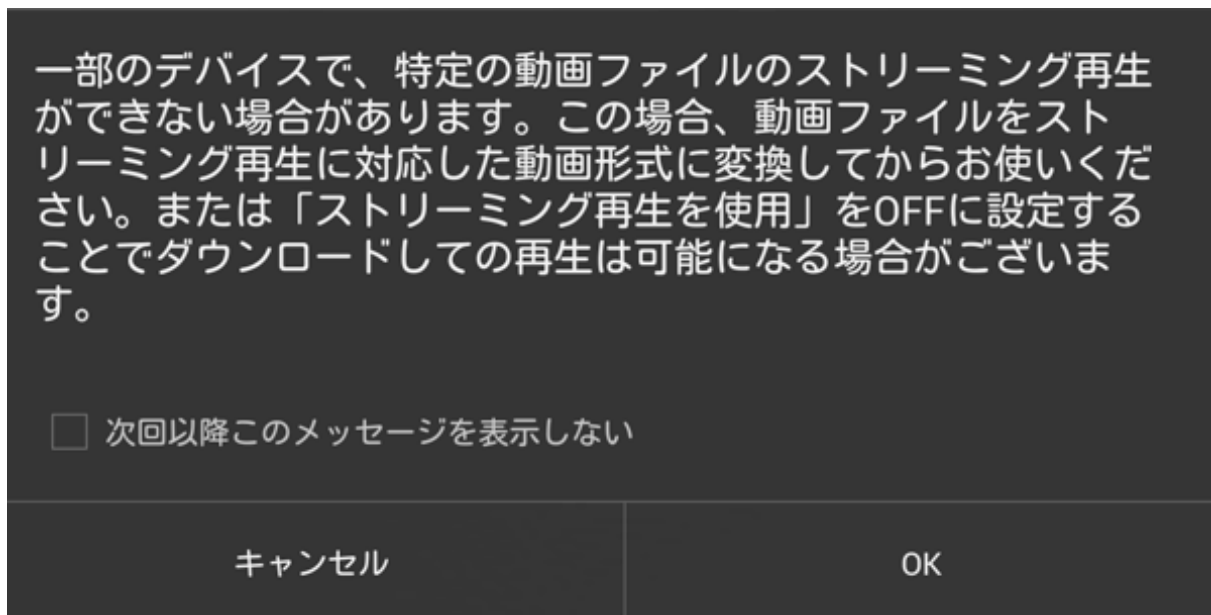 一部のデバイスで、特定の動画ファイルのストリーミング再生
ができない場合があります。この場合、動画ファイルをスト
リーミング再生に対応した動画形式に変換してからお使いくだ
さい。または「ストリーミング再生を使用」をOFFに設定する
ことでダウンロードしての再生は可能になる場合がございま
す。
次回以降このメッセージを表示しない
キャンセル
OK